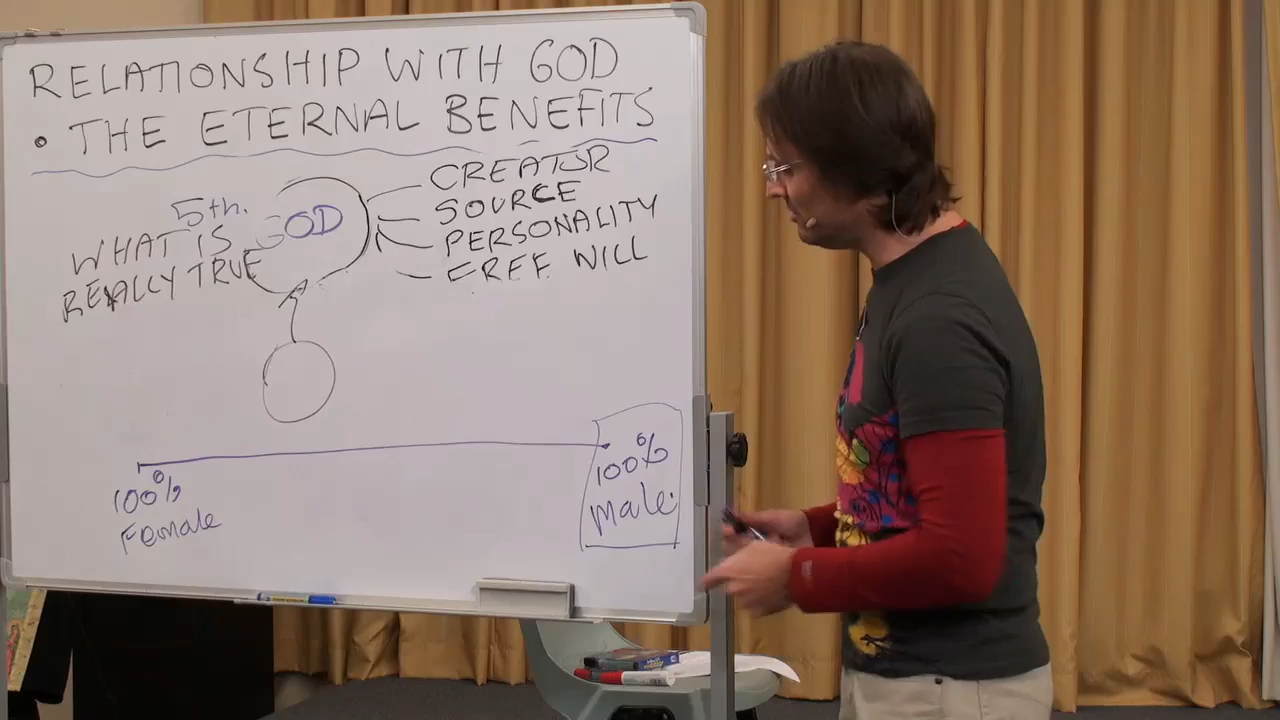 RELATIONSHIP WITH GOD
• THE ETERNAL BENEFITS
5th.
WHAT IS
REALLY TRUE
GOD
CREATOR
SOURCE
PERSONALITY
FREE WILL
100%
Female
100%
male.